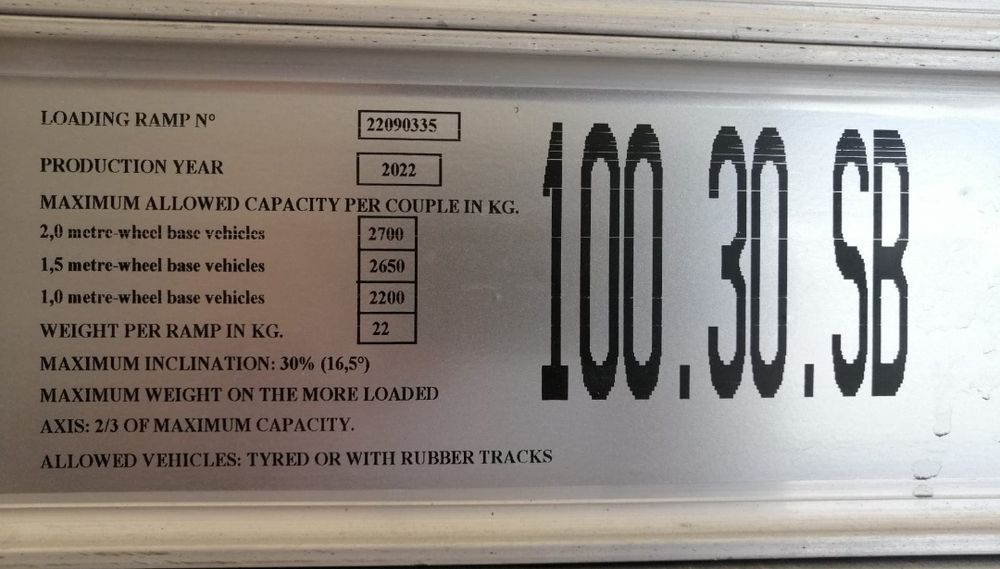 LOADING RAMP N° 22090335
PRODUCTION YEAR 2022
MAXIMUM ALLOWED CAPACITY PER COUPLE IN KG.
2,0 metre-wheel base vehicles 2700
1,5 metre-wheel base vehicles 2650
1,0 metre-wheel base vehicles 2200
WEIGHT PER RAMP IN KG. 22
MAXIMUM INCLINATION: 30% (16,5°)
MAXIMUM WEIGHT ON THE MORE LOADED
AXIS: 2/3 OF MAXIMUM CAPACITY.
ALLOWED VEHICLES: TYRED OR WITH RUBBER TRACKS
100.30.SB